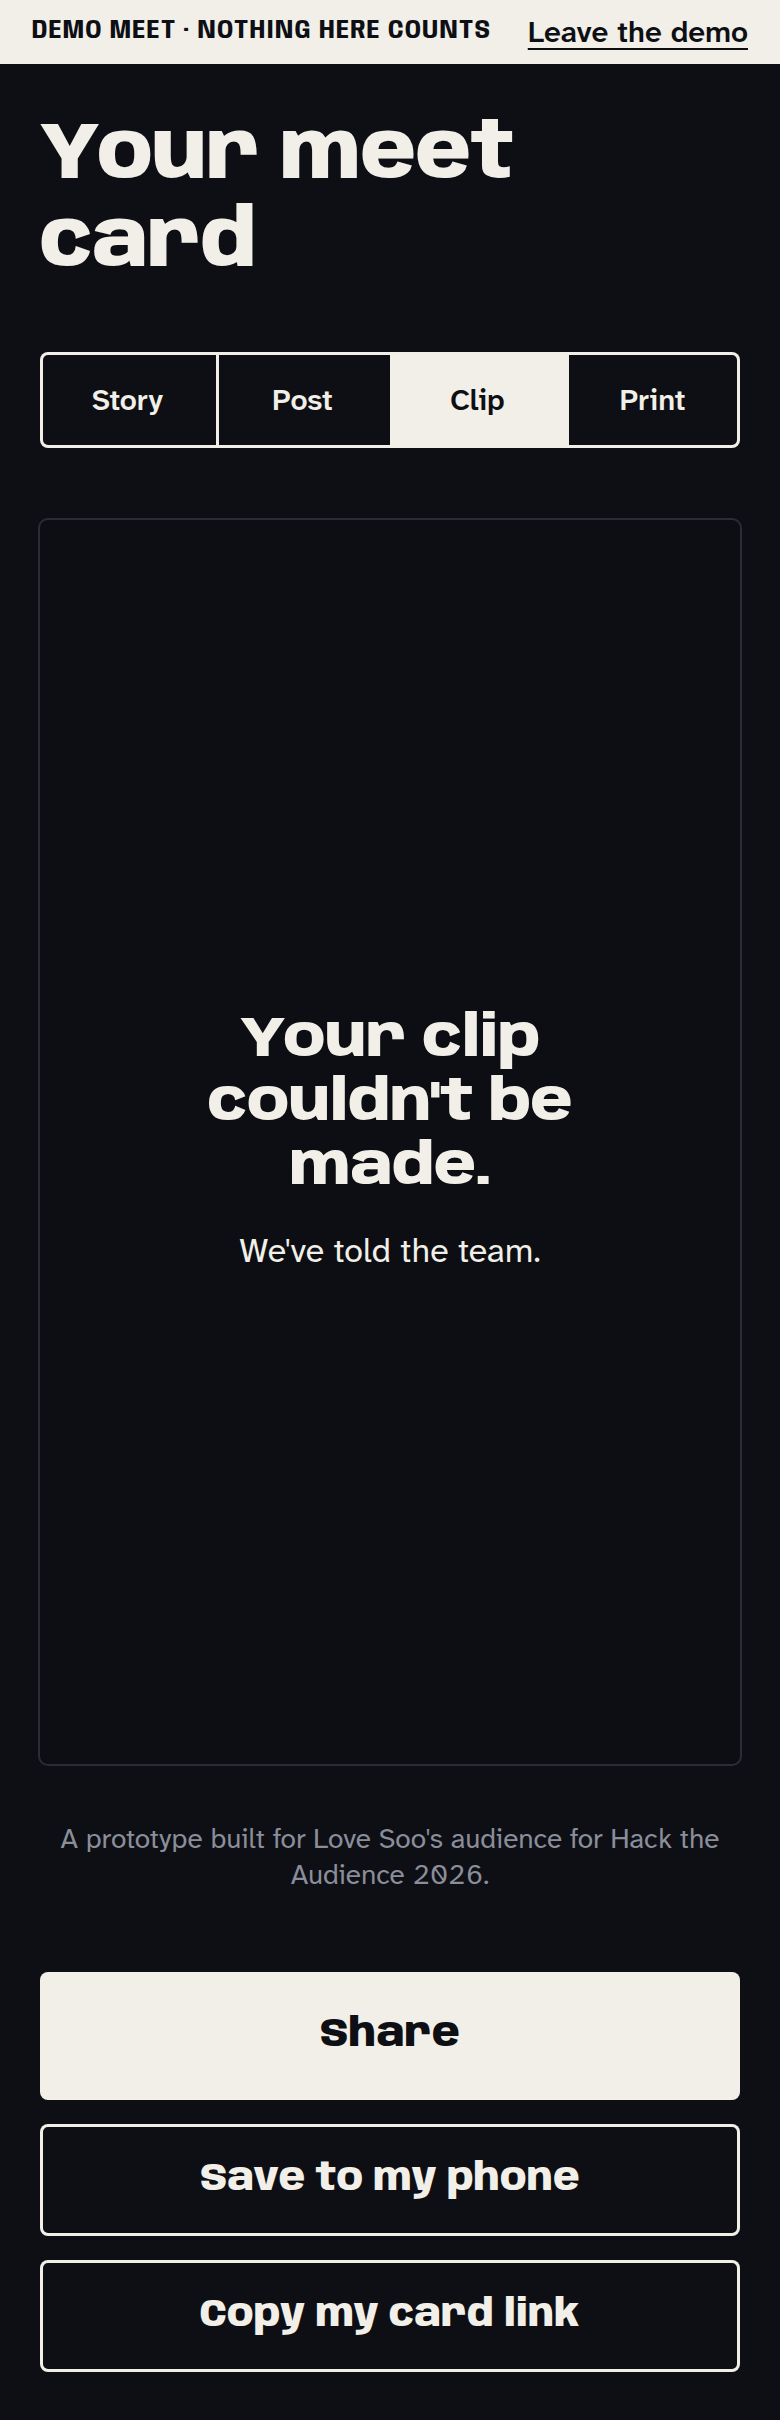 DEMO MEET · NOTHING HERE COUNTS
Leave the demo
Your meet
card
Story
Post
Clip
Print
Your clip
couldn't be
made.
We've told the team.
A prototype built for Love Soo's audience for Hack the
Audience 2026.
Share
Save to my phone
Copy my card link